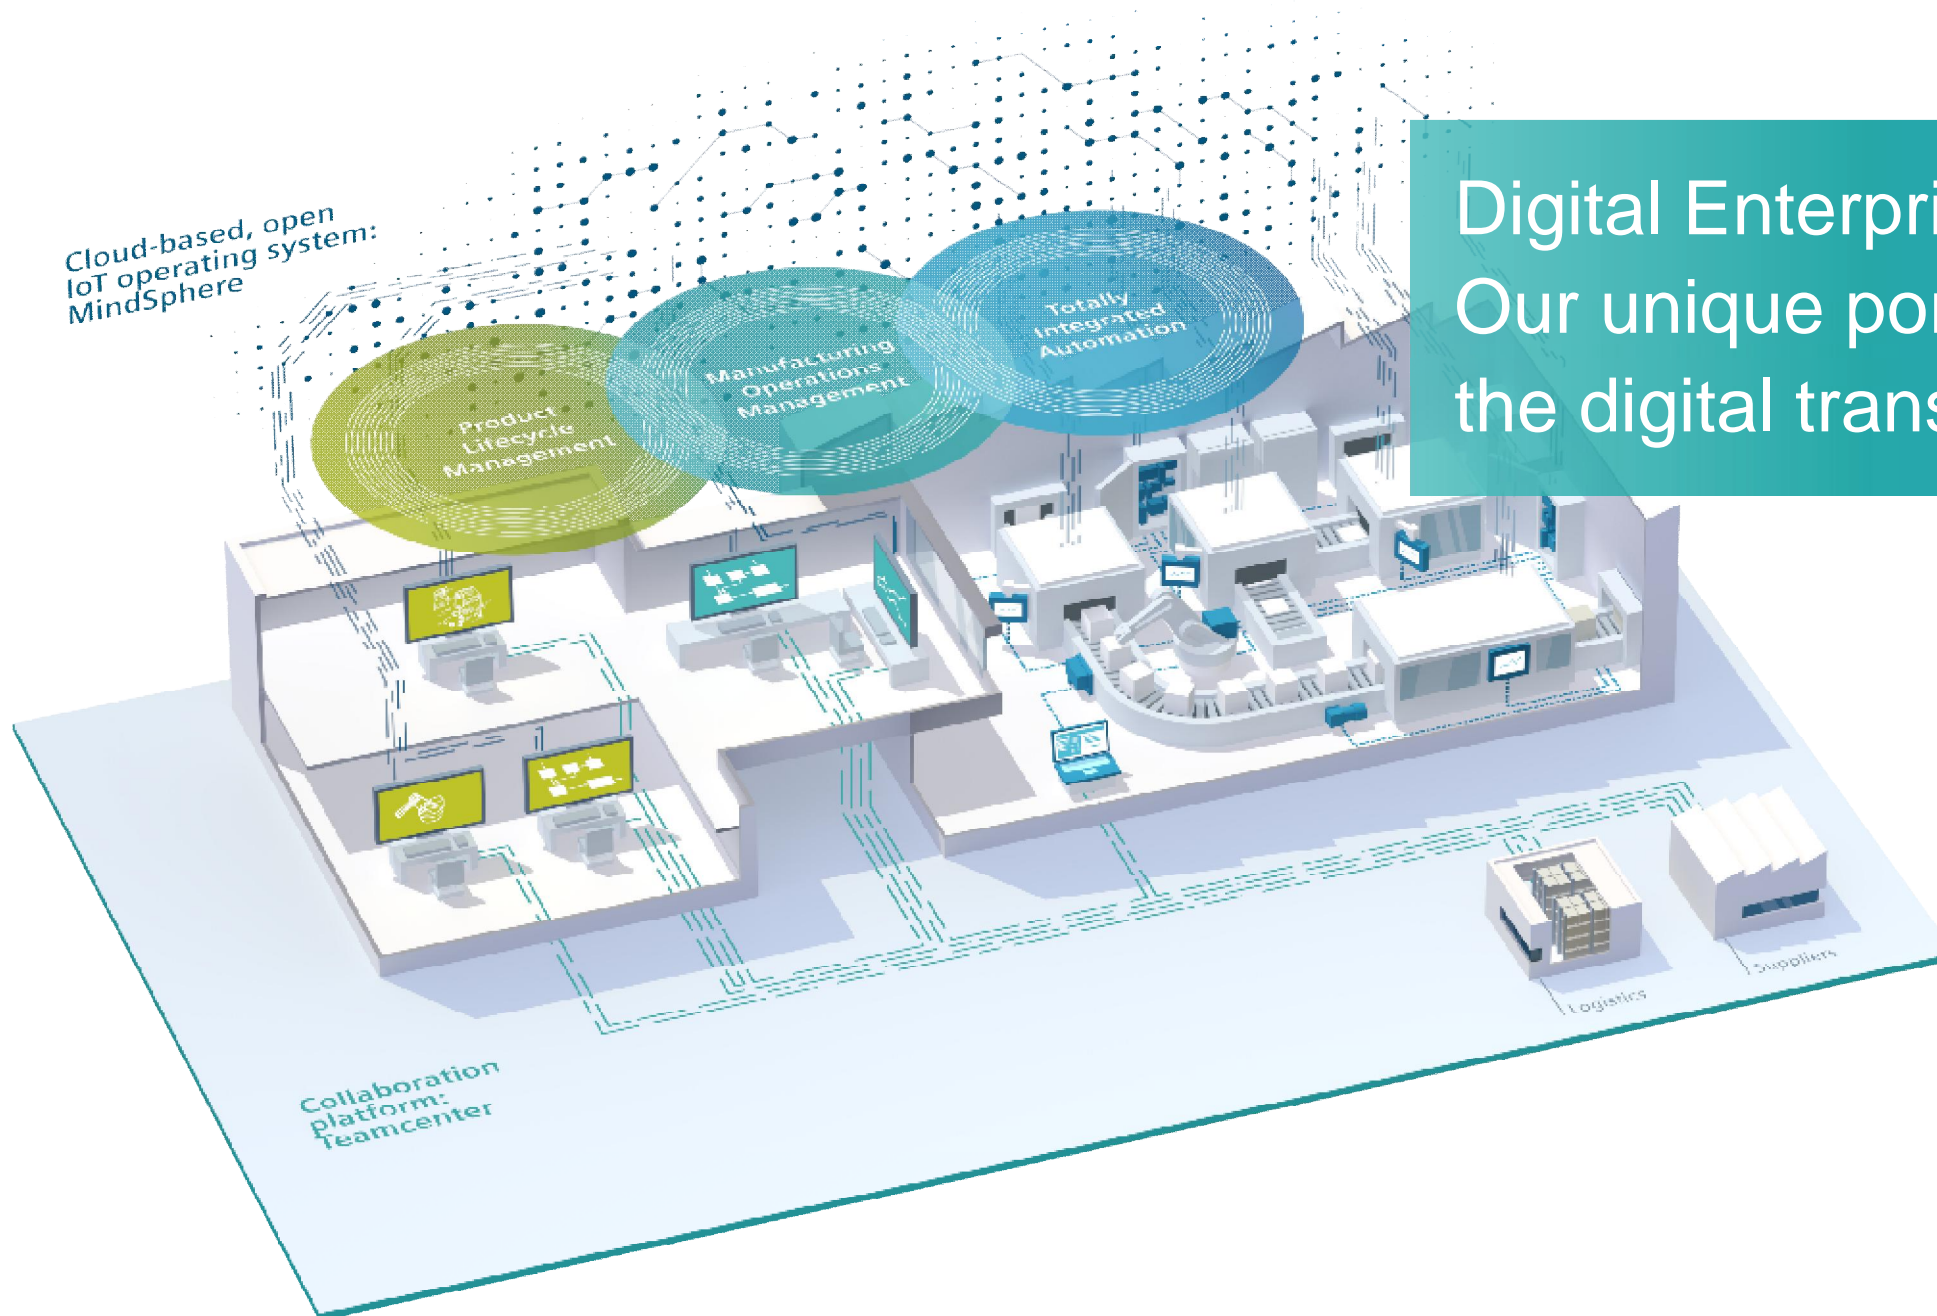 Cloud-based, open
IoT operating system:
MindSphere
Digital Enterpri
Our unique por
the digital trans
Totally
Integrated
Automation
Manufacturing
Operations
Management
Product
Lifecycle
Management
Suppliers
Logistics
Collaboration
platform:
Teamcenter